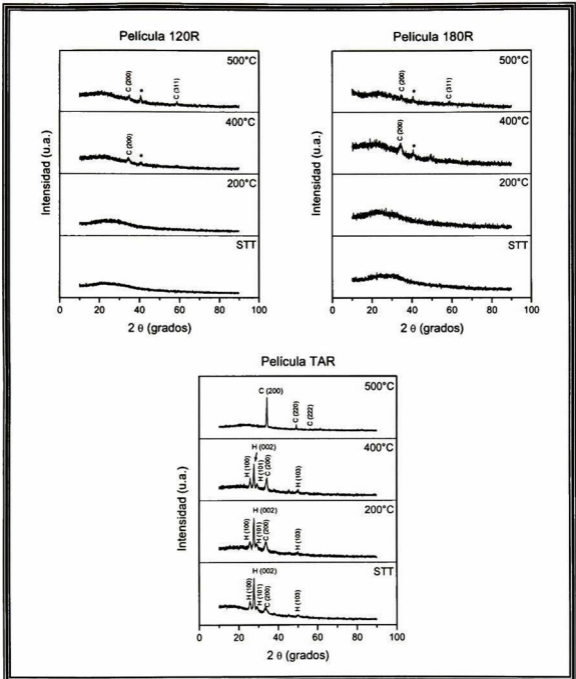 Película 120R
500°C
C (200)
*
C (311)
400°C
C (200)
*
200°C
STT
Intensidad (u.a.)
0 20 40 60 80 100
2 θ (grados)
Película 180R
500°C
C (200)
*
C (311)
400°C
C (200)
*
200°C
STT
Intensidad (u.a.)
0 20 40 60 80 100
2 θ (grados)
Película TAR
500°C
C (200)
C (220)
C (222)
400°C
H (002)
H (100)
H (101)
C (200)
H (103)
200°C
H (002)
H (100)
H (101)
C (200)
H (103)
STT
H (002)
H (100)
H (101)
C (200)
H (103)
Intensidad (u.a.)
0 20 40 60 80 100
2 θ (grados)